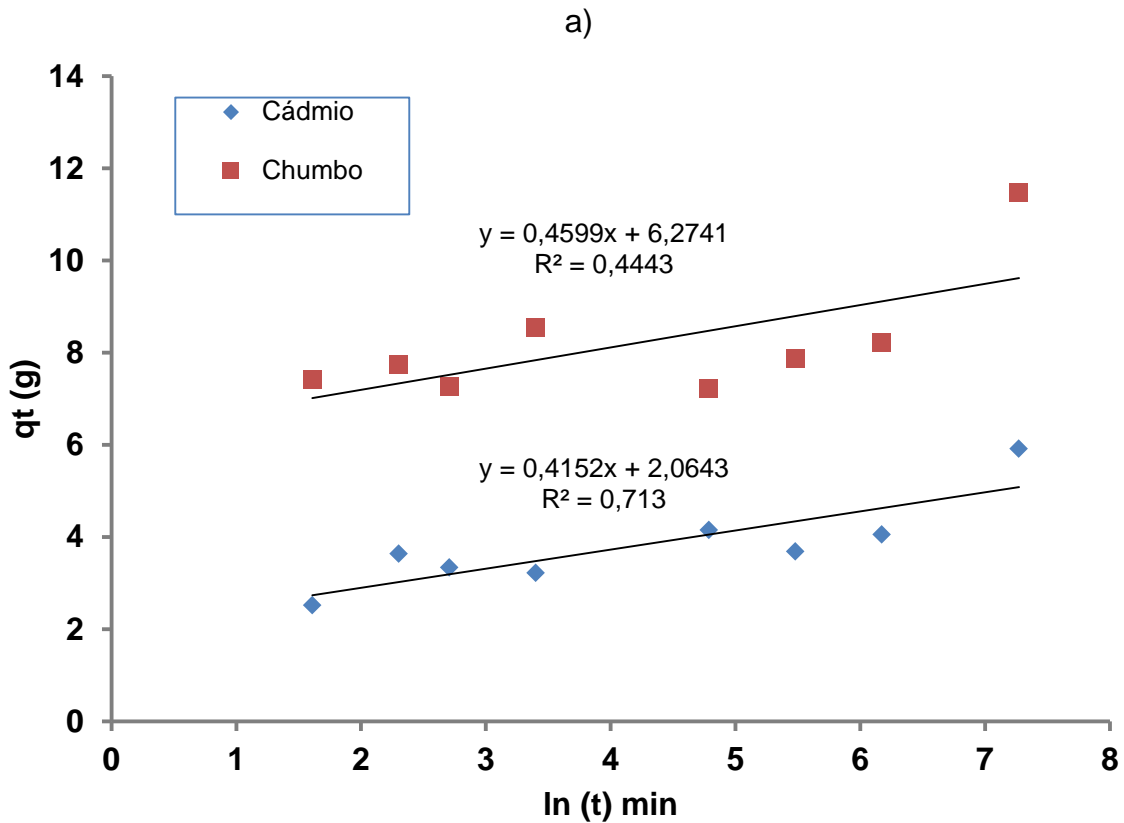 a)
14
12
10
8
6
4
2
0
qt (g)
Cádmio
Chumbo
y = 0,4599x + 6,2741
R² = 0,4443
y = 0,4152x + 2,0643
R² = 0,713
0 1 2 3 4 5 6 7 8
ln (t) min